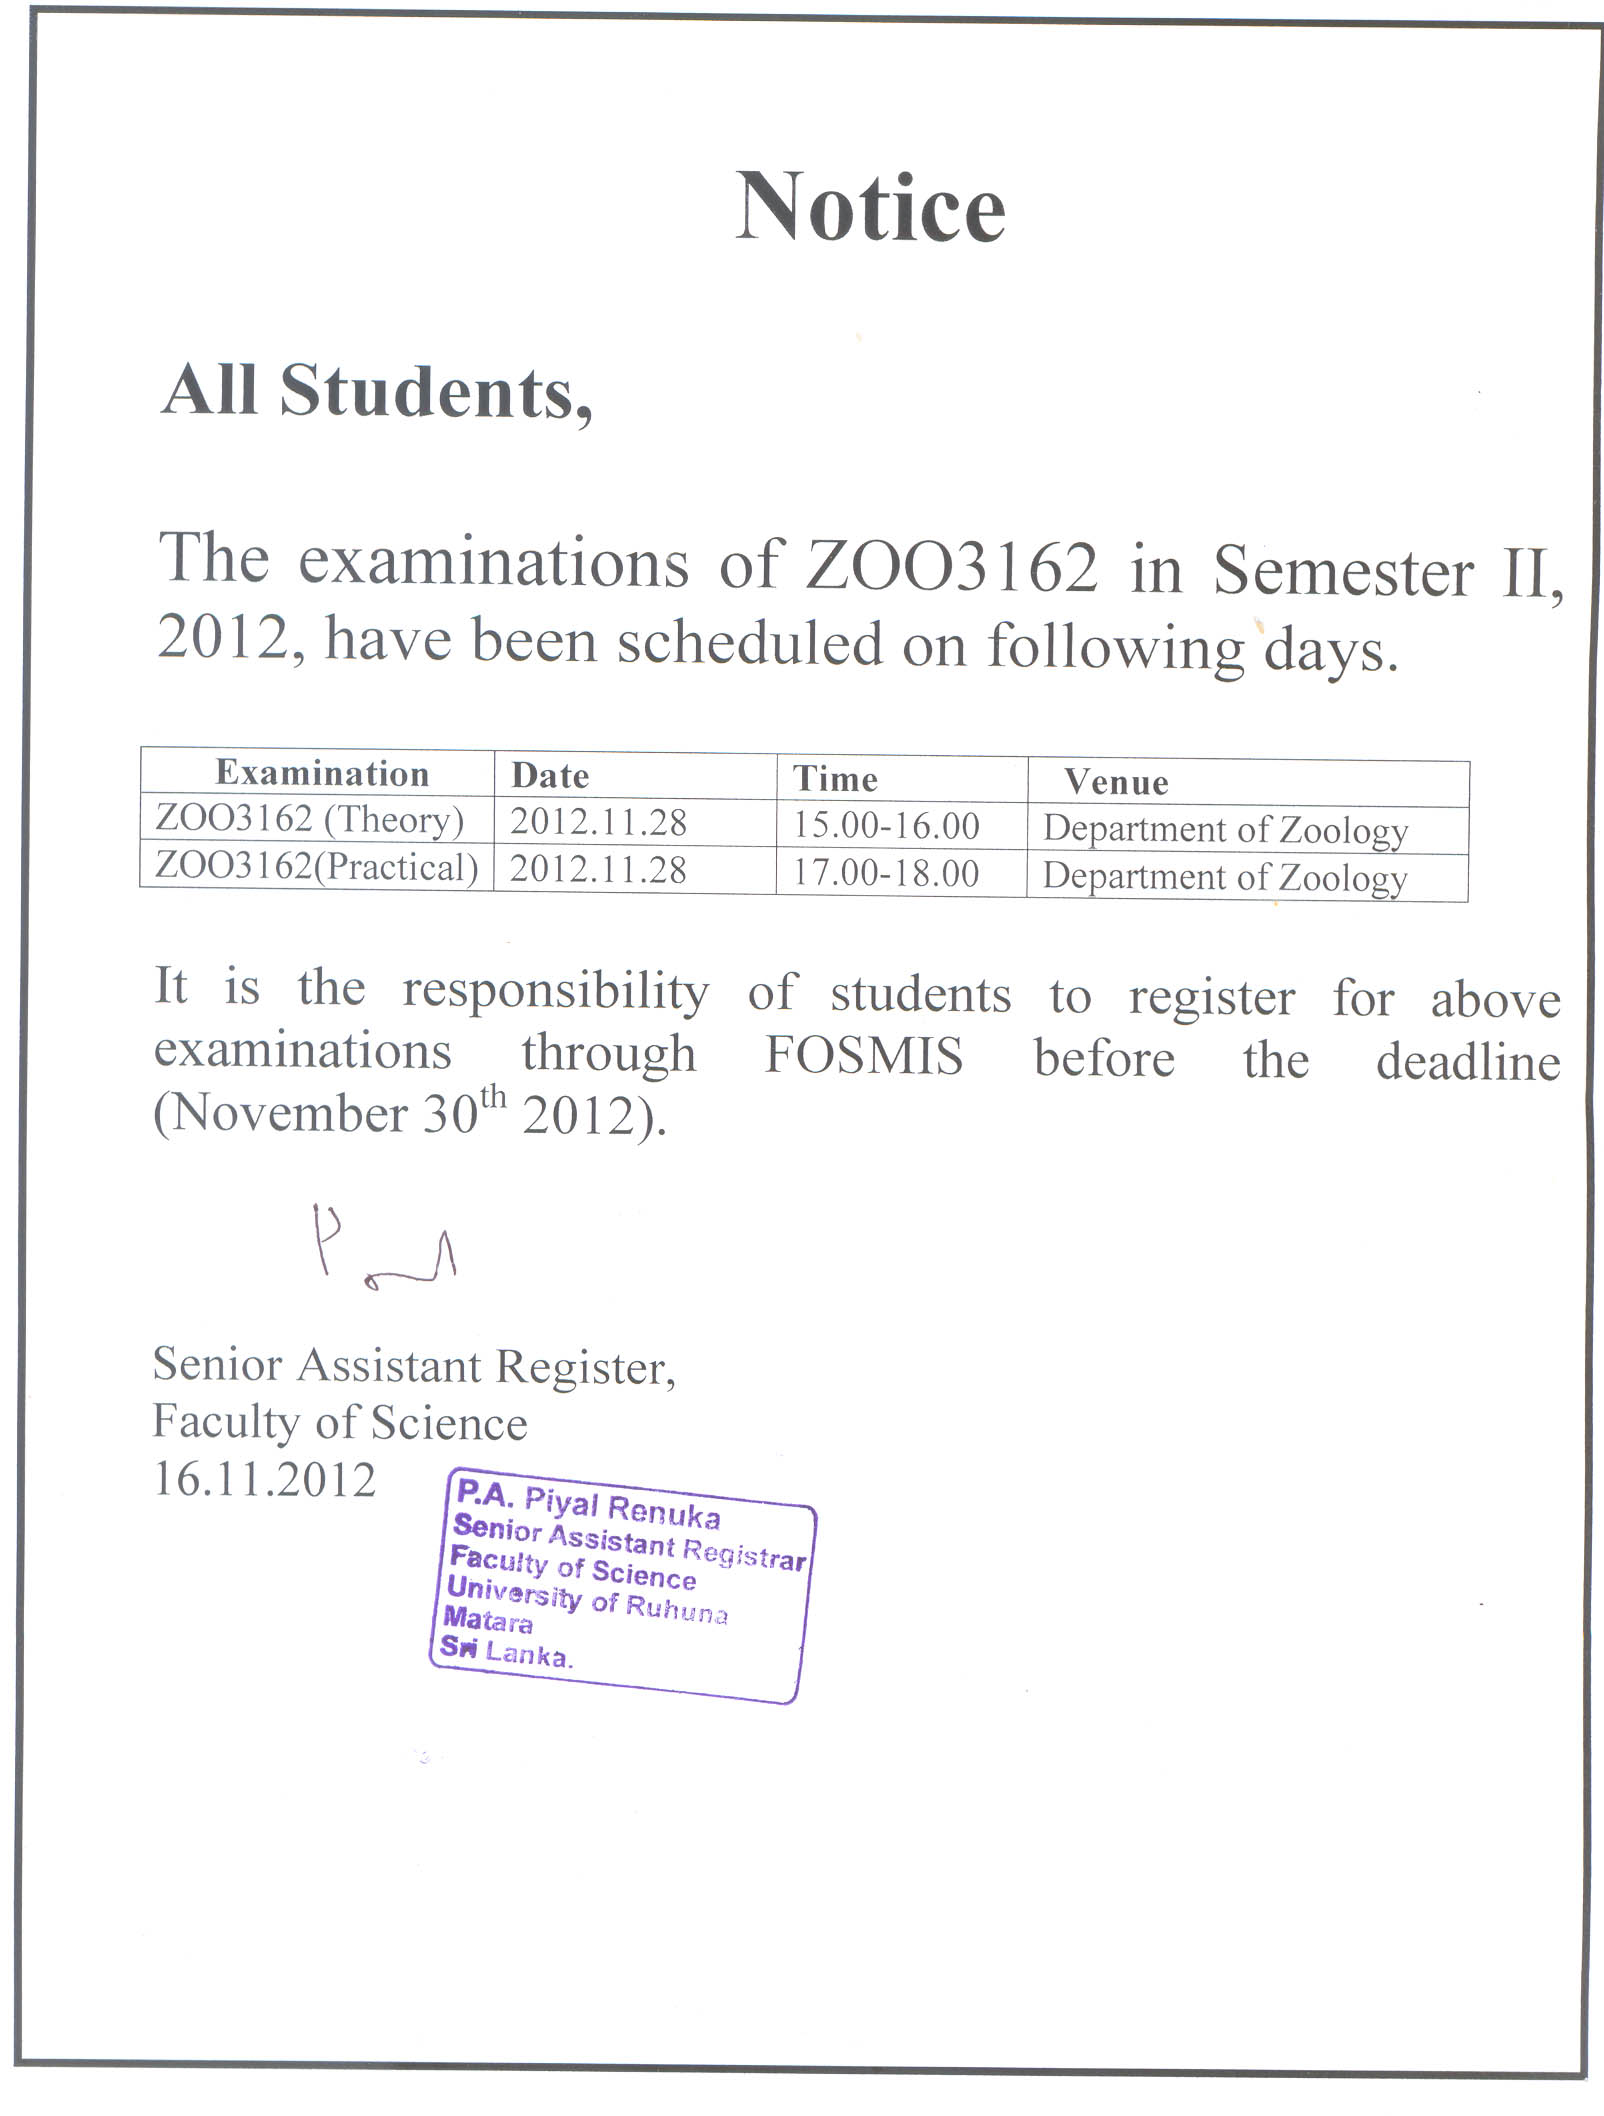 Notice
All Students,
The examinations of ZOO3162 in Semester II,
2012, have been scheduled on following days.
Examination Date Time Venue
ZOO3162 (Theory) 2012.11.28 15.00-16.00 Department of Zoology
ZOO3162(Practical) 2012.11.28 17.00-18.00 Department of Zoology
It is the responsibility of students to register for above
examinations through FOSMIS before the deadline
(November 30th 2012).
Senior Assistant Register,
Faculty of Science
16.11.2012
P.A. Piyal Renuka
Senior Assistant Registrar
Faculty of Science
University of Ruhuna
Matara
Sri Lanka.